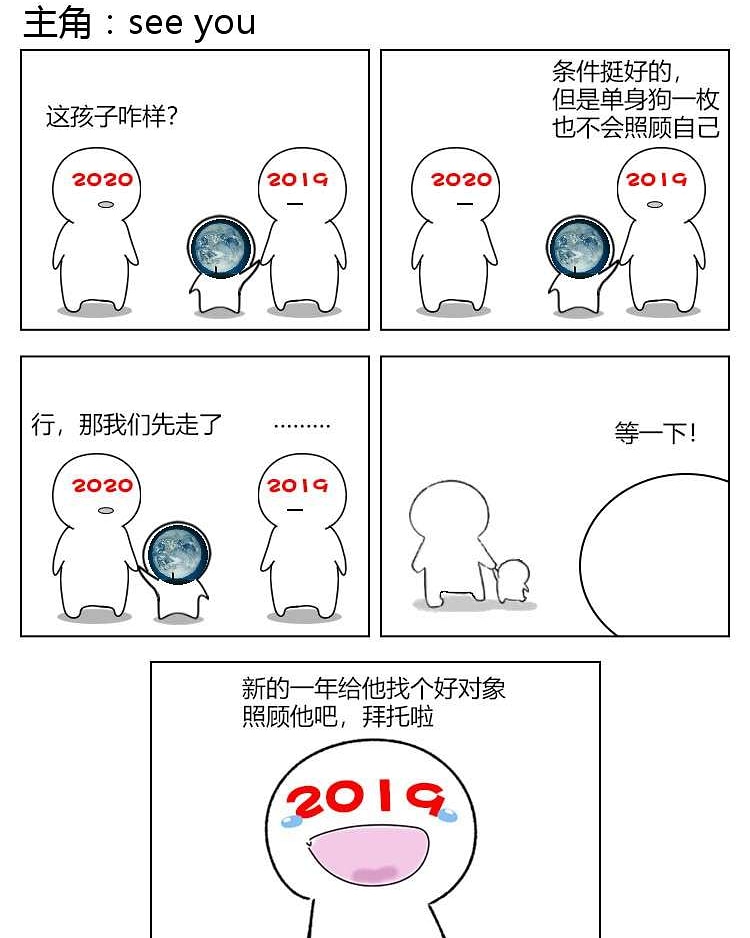 主角：see you
这孩子咋样？
2020
2019
条件挺好的，
但是单身狗一枚
也不会照顾自己
2020
2019
行，那我们先走了
………
2020
2019
等一下！
新的一年给他找个好对象
照顾他吧，拜托啦
2019